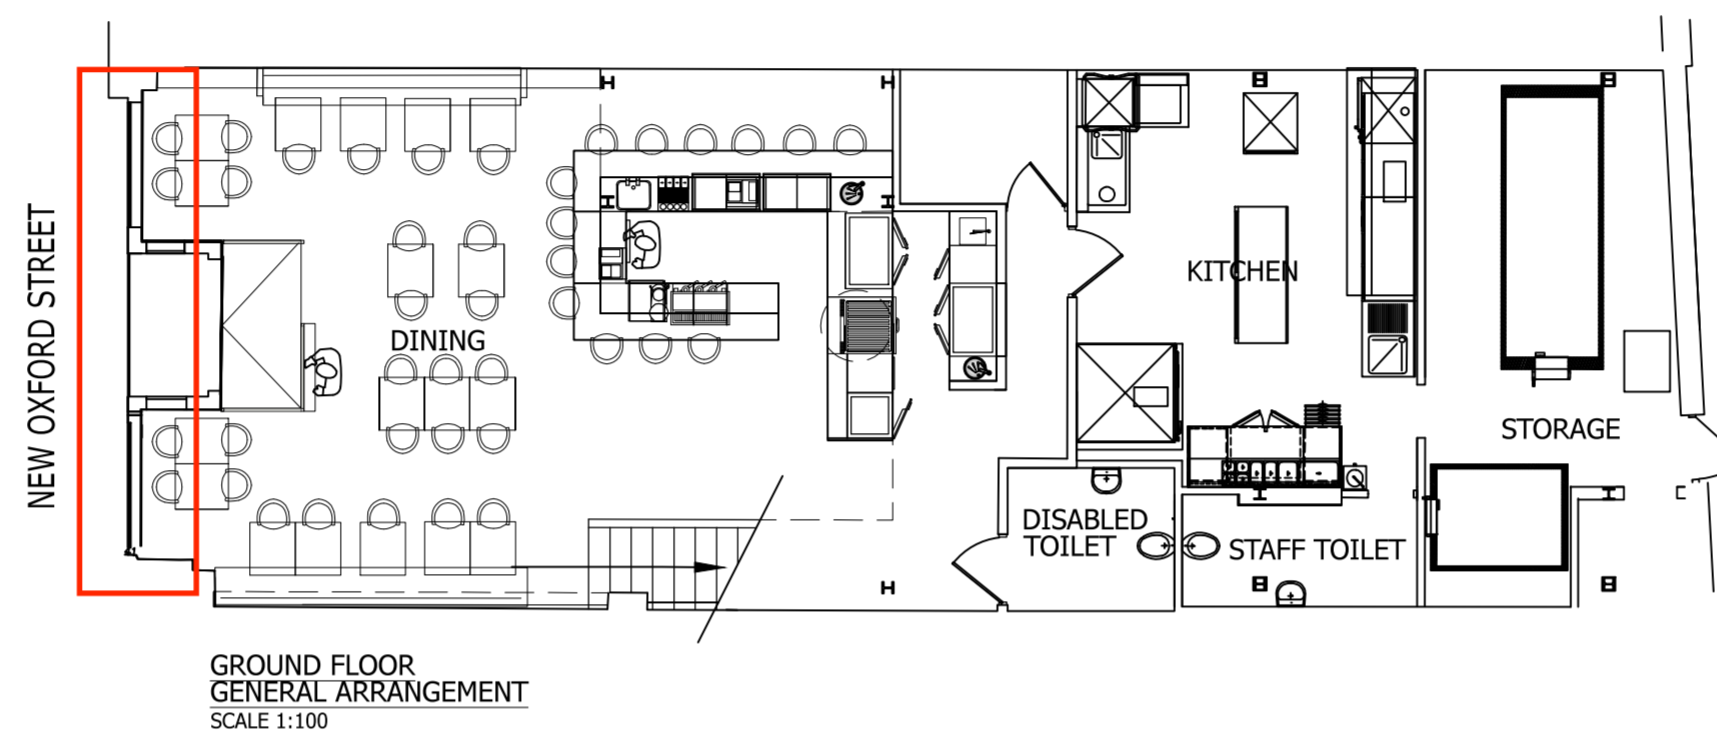 NEW OXFORD STREET
DINING
KITCHEN
STORAGE
DISABLED
TOILET
STAFF TOILET
GROUND FLOOR
GENERAL ARRANGEMENT
SCALE 1:100